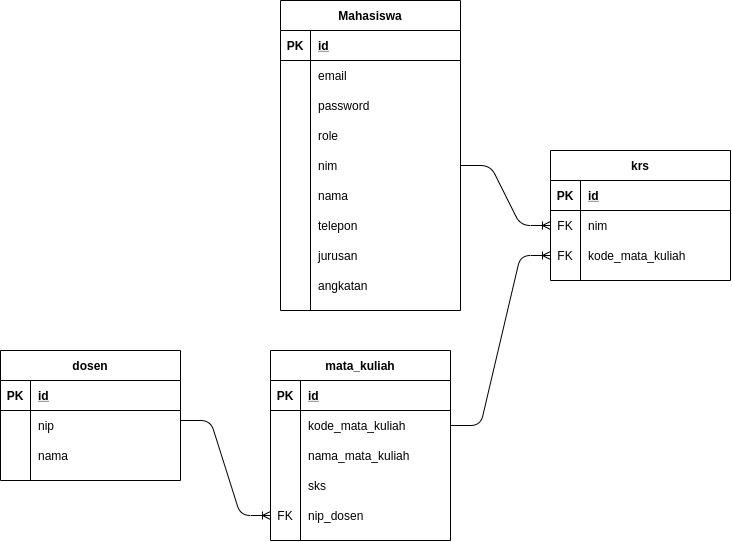 Mahasiswa
PK id
email
password
role
nim
nama
telepon
jurusan
angkatan
krs
PK id
FK nim
FK kode_mata_kuliah
dosen
PK id
nip
nama
mata_kuliah
PK id
kode_mata_kuliah
nama_mata_kuliah
sks
FK nip_dosen